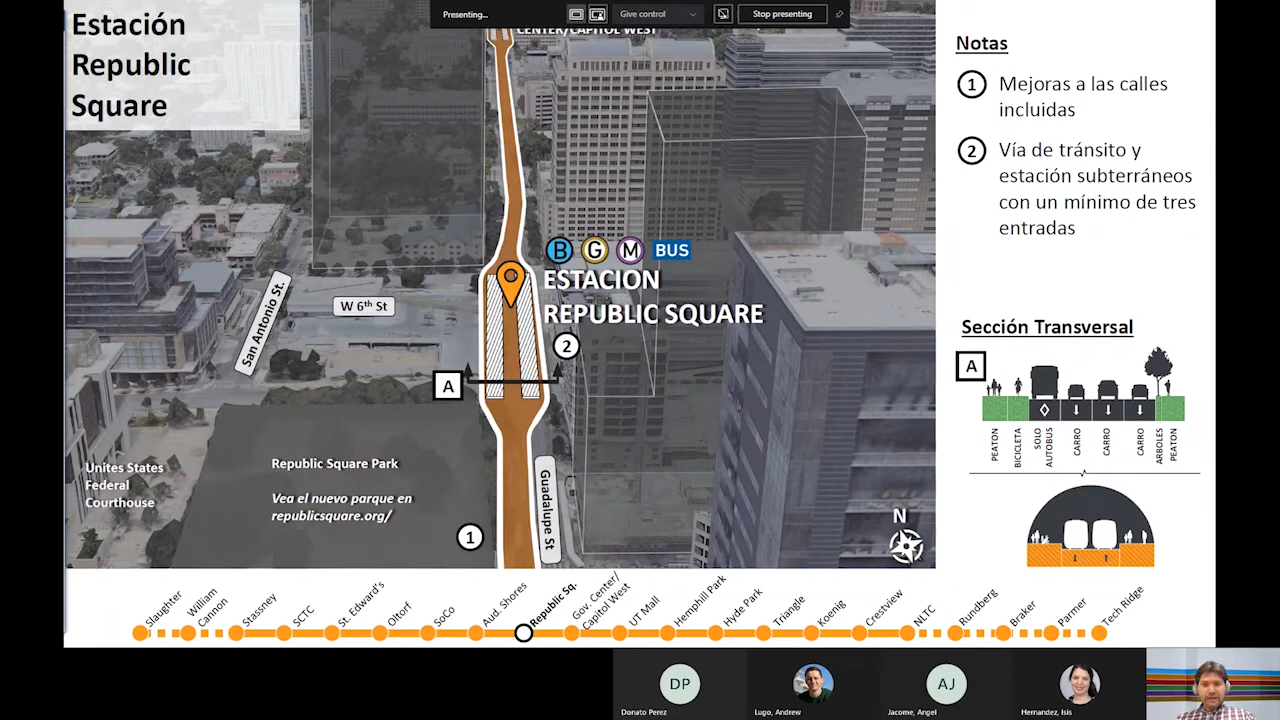 Presenting...
Give control
Stop presenting
Estación
Republic
Square
CENTER/CAPITOL WEST
B G M BUS
ESTACION
REPUBLIC SQUARE
San Antonio St.
W 6th St
2
A
Unites States
Federal
Courthouse
Republic Square Park
Vea el nuevo parque en
republicsquare.org/
1
Guadalupe St
N
Notas
1 Mejoras a las calles
incluidas
2 Vía de tránsito y
estación subterráneos
con un mínimo de tres
entradas
Sección Transversal
A
PEATON
BICICLETA
SOLO
AUTOBUS
CARRO
CARRO
CARRO
ARBOLES
PEATON
Slaughter
William
Cannon
Stassney
SCTC
St. Edward's
Oltorf
SoCo
Aud. Shores
Republic Sq.
Gov. Center/
Capitol West
UT Mall
Hemphill Park
Hyde Park
Triangle
Koenig
Crestview
NLTC
Rundberg
Braker
Parmer
Tech Ridge
DP
Donato Perez
Lugo, Andrew
AJ
Jacome, Angel
Hernandez, Isis